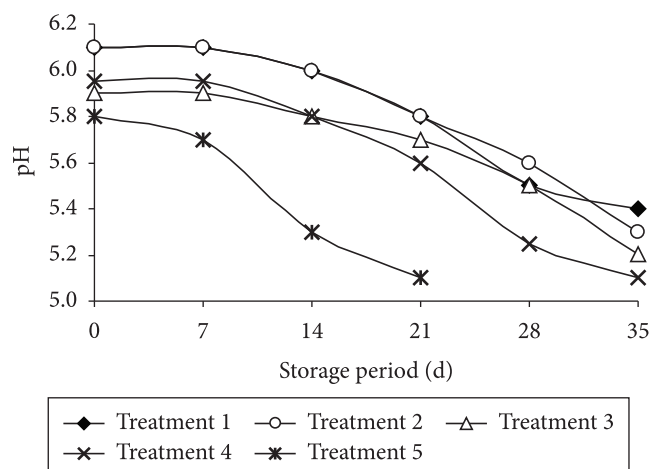 6.2
6.0
5.8
5.6
5.4
5.2
5.0
pH
0 7 14 21 28 35
Storage period (d)
Treatment 1 Treatment 2 Treatment 3
Treatment 4 Treatment 5